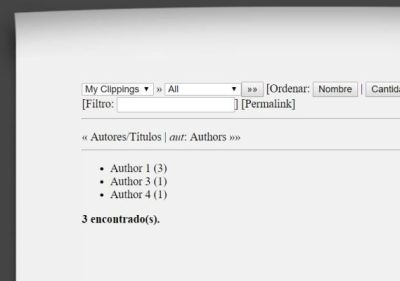 My Clippings » All »» [Ordenar: Nombre | Cantida
[Filtro: ] [Permalink]
« Autores/Títulos | aut: Authors »»
Author 1 (3)
Author 3 (1)
Author 4 (1)
3 encontrado(s).